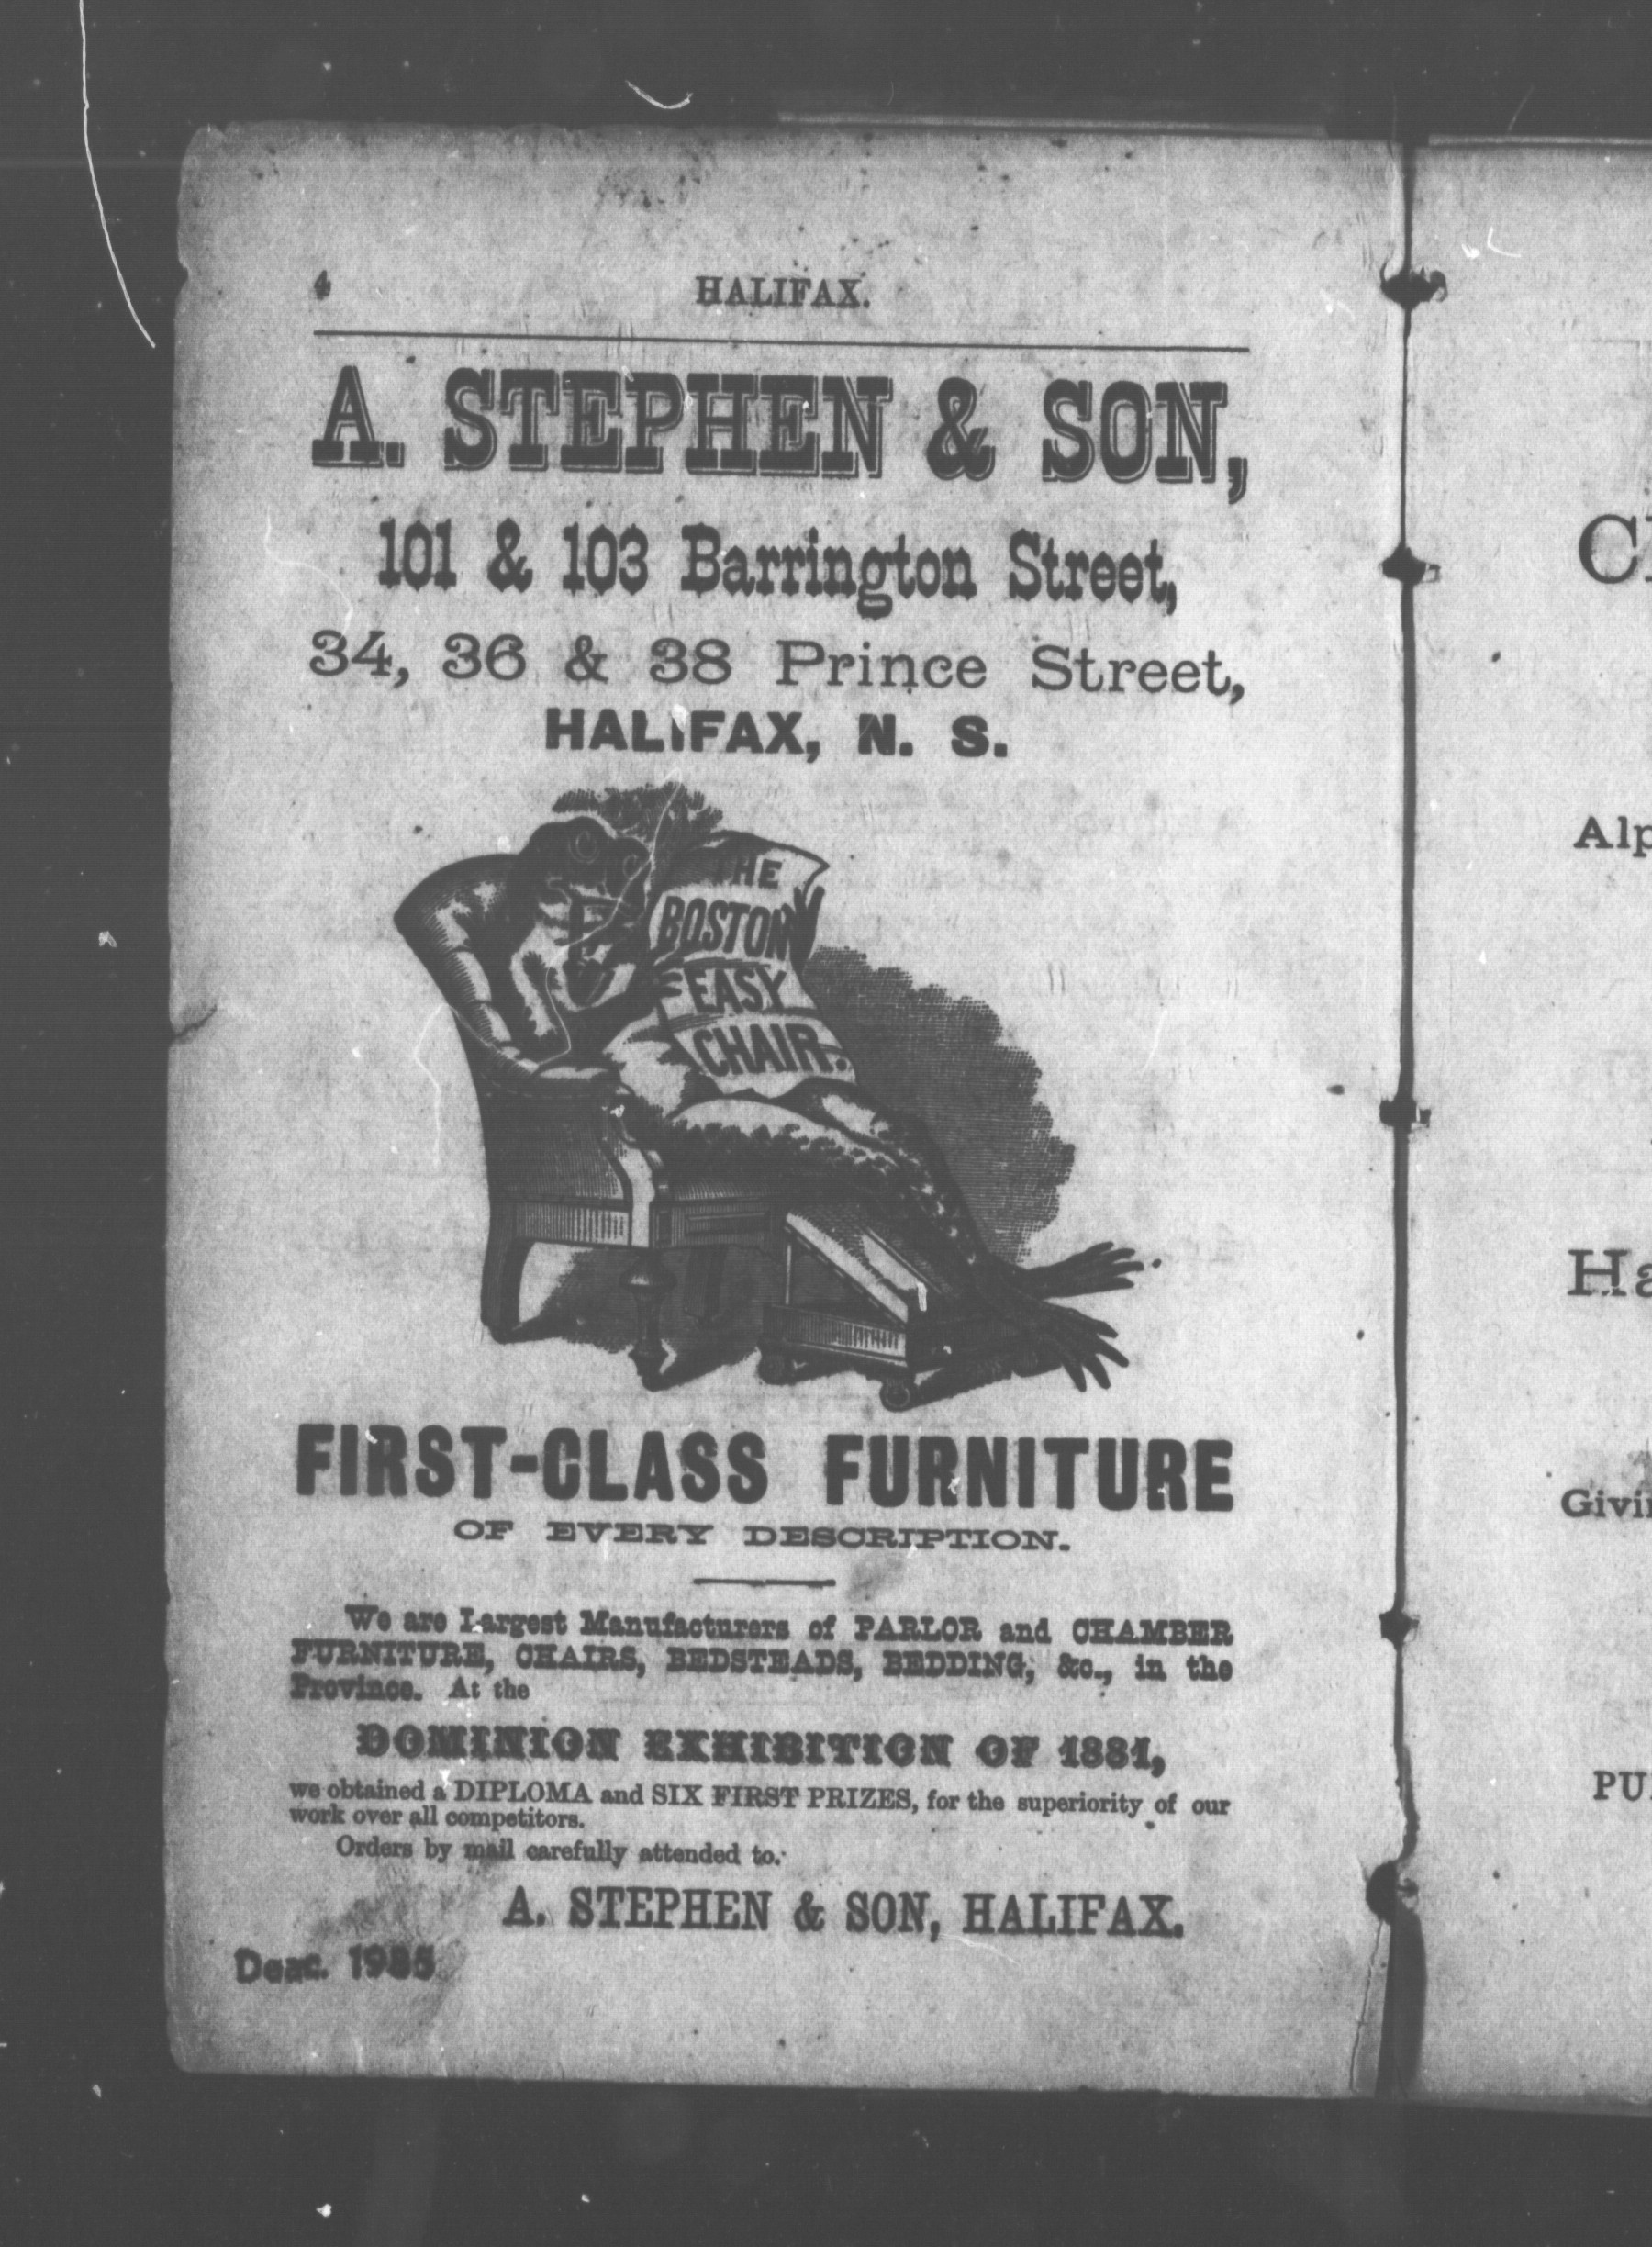 4 HALIFAX.
A. STEPHEN & SON,
101 & 103 Barrington Street,
34, 36 & 38 Prince Street,
HALIFAX, N. S.
THE
BOSTON
EASY
CHAIR.
FIRST-CLASS FURNITURE
OF EVERY DESCRIPTION.
We are Largest Manufacturers of PARLOR and CHAMBER
FURNITURE, CHAIRS, BEDSTEADS, BEDDING, &c., in the
Province. At the
DOMINION EXHIBITION OF 1881,
we obtained a DIPLOMA and SIX FIRST PRIZES, for the superiority of our
work over all competitors.
Orders by mail carefully attended to.
A. STEPHEN & SON, HALIFAX.
Deac. 1985
Alp
Ha
Givi
PU